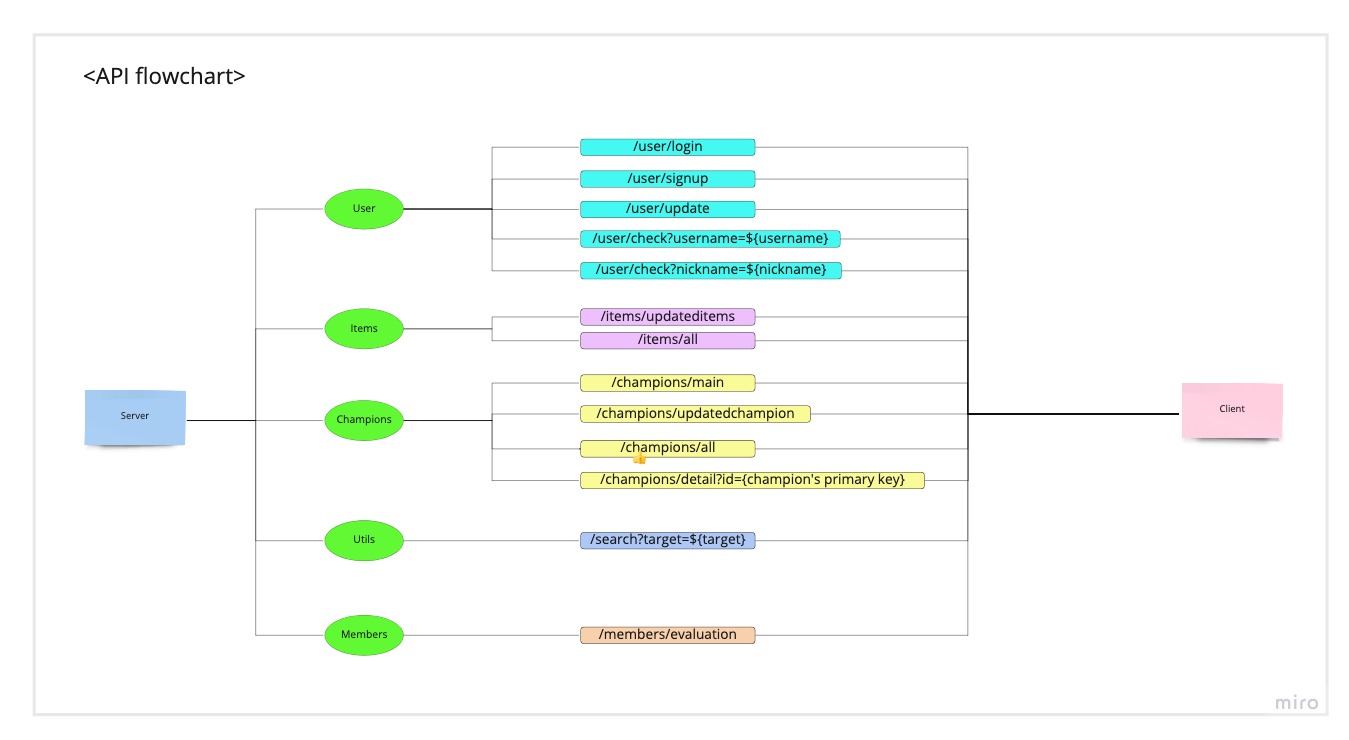 <API flowchart>
/user/login
/user/signup
User
/user/update
/user/check?username=${username}
/user/check?nickname=${nickname}
/items/updateditems
Items
/items/all
/champions/main
Server
Client
/champions/updatedchampion
Champions
/champions/all
/champions/detail?id={champion's primary key}
Utils
/search?target=${target}
Members
/members/evaluation
miro